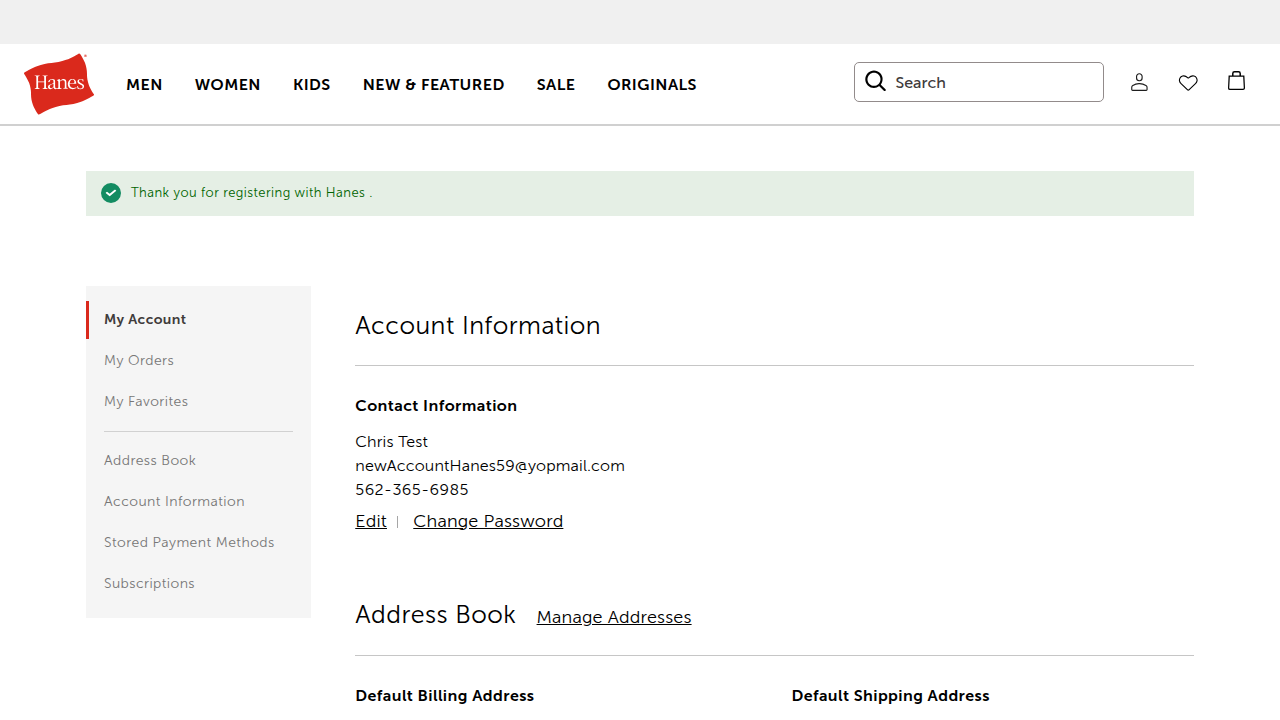 Hanes
MEN WOMEN KIDS NEW & FEATURED SALE ORIGINALS
Search
Thank you for registering with Hanes .
My Account
My Orders
My Favorites
Address Book
Account Information
Stored Payment Methods
Subscriptions
Account Information
Contact Information
Chris Test
newAccountHanes59@yopmail.com
562-365-6985
Edit | Change Password
Address Book Manage Addresses
Default Billing Address Default Shipping Address